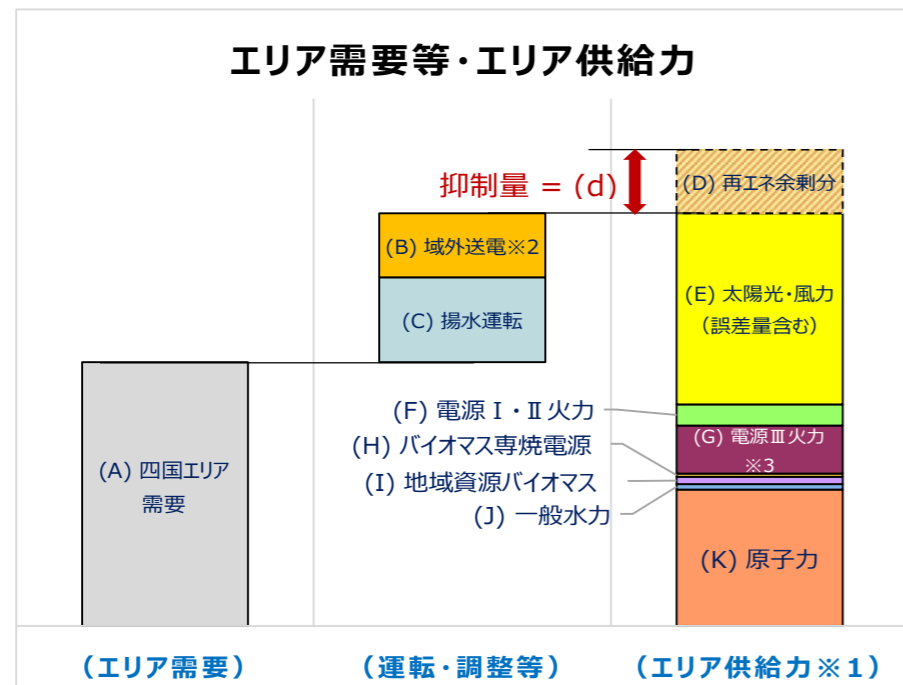 エリア需要等・エリア供給力
抑制量 = (d)
(D) 再エネ余剰分
(B) 域外送電※2
(C) 揚水運転
(E) 太陽光・風力
(誤差量含む)
(F) 電源Ⅰ・Ⅱ火力
(G) 電源Ⅲ火力
※3
(H) バイオマス専焼電源
(I) 地域資源バイオマス
(J) 一般水力
(A) 四国エリア
需要
(K) 原子力
(エリア需要)
(運転・調整等)
(エリア供給力※1)